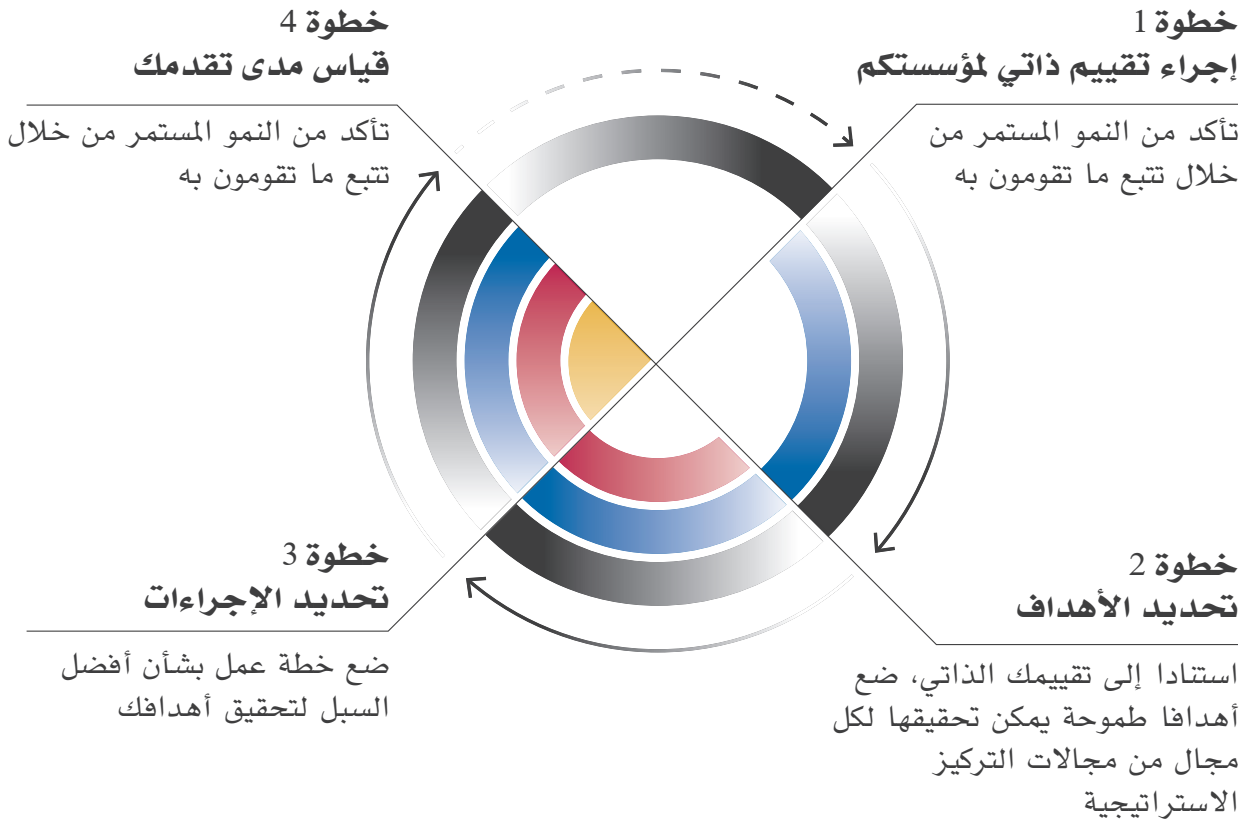 خطوة 1
إجراء تقييم ذاتي لمؤسستكم
تأكد من النمو المستمر من
خلال تتبع ما تقومون به
خطوة 2
تحديد الأهداف
استنادا إلى تقييمك الذاتي، ضع
أهدافا طموحة يمكن تحقيقها لكل
مجال من مجالات التركيز
الاستراتيجية
خطوة 3
تحديد الإجراءات
ضع خطة عمل بشأن أفضل
السبل لتحقيق أهدافك
خطوة 4
قياس مدى تقدمك
تأكد من النمو المستمر من خلال
تتبع ما تقومون به